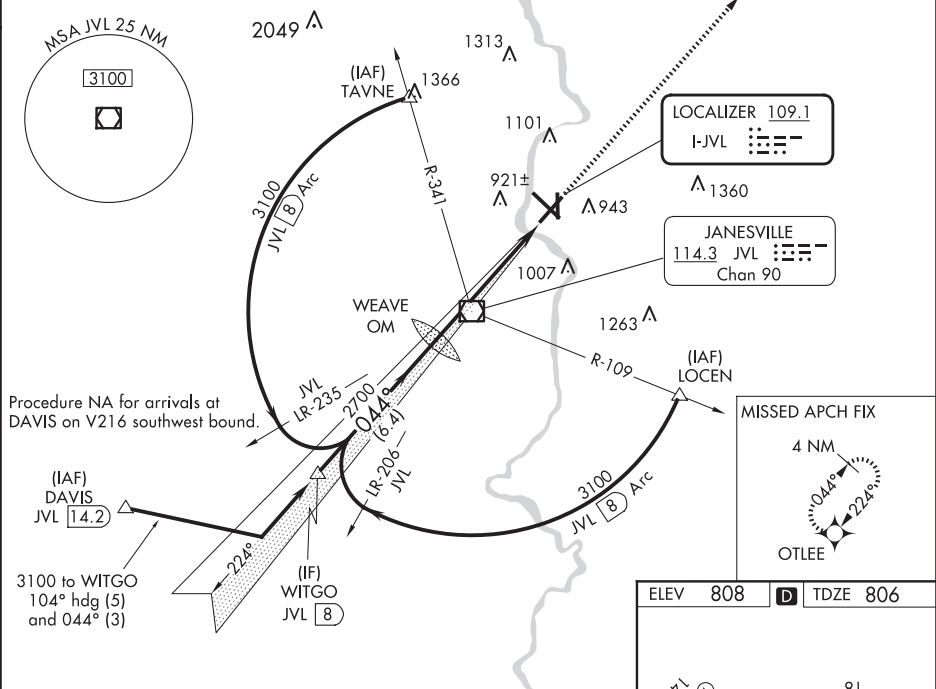 MSA JVL 25 NM
3100
2049
1313
(IAF)
TAVNE
1366
1101
LOCALIZER 109.1
I-JVL
3100
JVL 8 Arc
R-341
921±
943
1360
JANESVILLE
114.3 JVL
Chan 90
1007
WEAVE
OM
1263
R-109
(IAF)
LOCEN
JVL
LR-235
2700
044°
(6.4)
Procedure NA for arrivals at
DAVIS on V216 southwest bound.
LR-206
JVL
3100
JVL 8 Arc
(IAF)
DAVIS
JVL 14.2
224°
3100 to WITGO
104° hdg (5)
and 044° (3)
(IF)
WITGO
JVL 8
MISSED APCH FIX
4 NM
044°
224°
OTLEE
ELEV 808 D TDZE 806